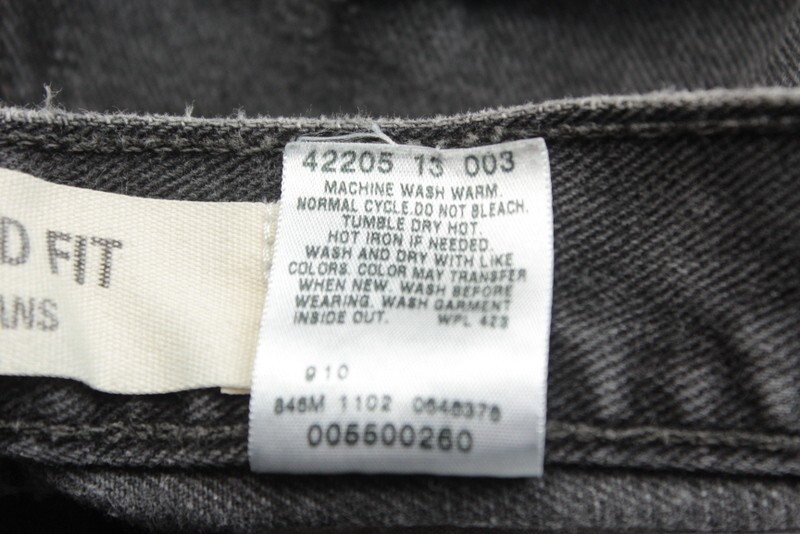 D FIT
ANS
42205 13 003
MACHINE WASH WARM.
NORMAL CYCLE.DO NOT BLEACH.
TUMBLE DRY HOT.
HOT IRON IF NEEDED.
WASH AND DRY WITH LIKE
COLORS. COLOR MAY TRANSFER
WHEN NEW. WASH BEFORE
WEARING. WASH GARMENT
INSIDE OUT. WPL 423
910
846M 1102 0646376
005500260